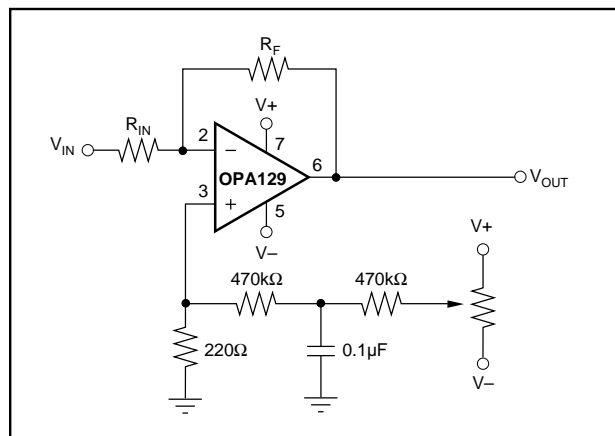 R_F
V+
V_IN
R_IN
2
7
OPA129
6
V_OUT
3
5
V–
V+
470kΩ
470kΩ
220Ω
0.1µF
V–